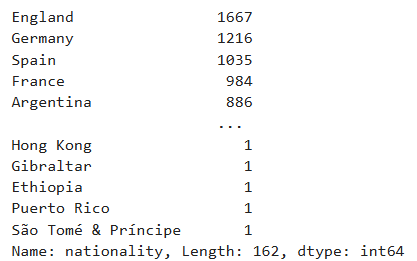 England 1667
Germany 1216
Spain 1035
France 984
Argentina 886
...
Hong Kong 1
Gibraltar 1
Ethiopia 1
Puerto Rico 1
São Tomé & Príncipe 1
Name: nationality, Length: 162, dtype: int64